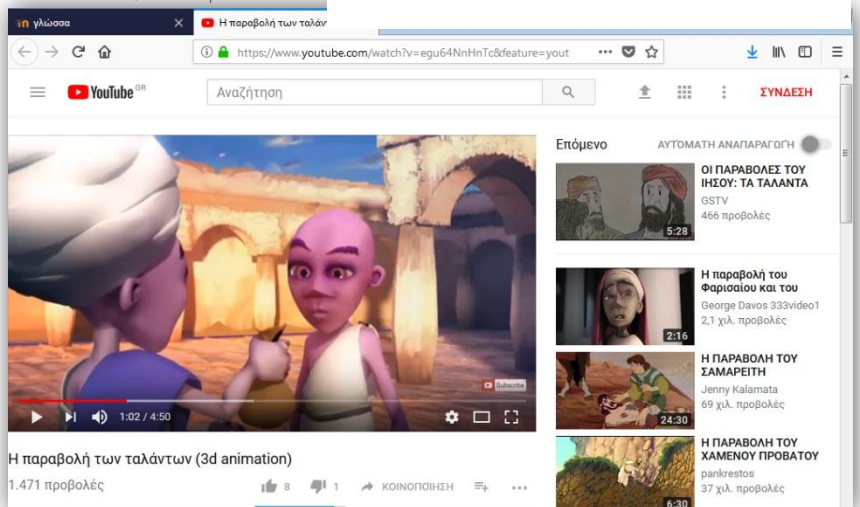 γλώσσα
Η παραβολή των ταλάν
https://www.youtube.com/watch?v=egu64NnHnTc&feature=yout
YouTube GR
Αναζήτηση
ΣΥΝΔΕΣΗ
Επόμενο
ΑΥΤΌΜΑΤΗ ΑΝΑΠΑΡΑΓΩΓΉ
ΟΙ ΠΑΡΑΒΟΛΕΣ ΤΟΥ
ΙΗΣΟΥ: ΤΑ ΤΑΛΑΝΤΑ
GSTV
466 προβολές
5:28
Η παραβολή του
Φαρισαίου και του
George Davos 333video1
2,1 χιλ. προβολές
2:16
Η ΠΑΡΑΒΟΛΗ ΤΟΥ
ΣΑΜΑΡΕΙΤΗ
Jenny Kalamata
69 χιλ. προβολές
24:30
Η ΠΑΡΑΒΟΛΗ ΤΟΥ
ΧΑΜΕΝΟΥ ΠΡΟΒΑΤΟΥ
pankrestos
37 χιλ. προβολές
6:30
Subscribe
1:02 / 4:50
Η παραβολή των ταλάντων (3d animation)
1.471 προβολές
8
1
ΚΟΙΝΟΠΟΊΗΣΗ